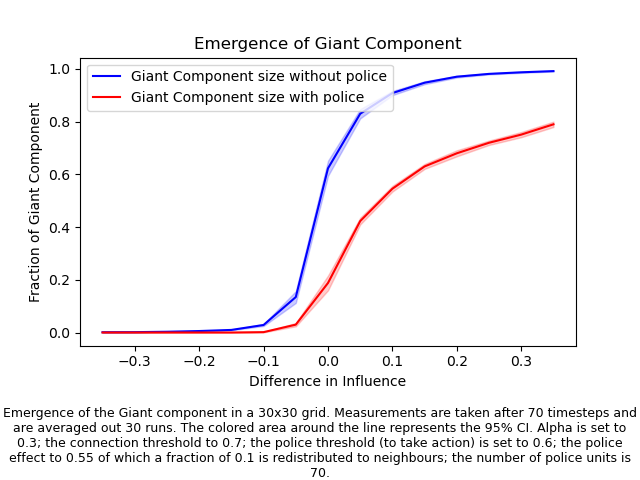 Emergence of Giant Component
Giant Component size without police
Giant Component size with police
Fraction of Giant Component
1.0
0.8
0.6
0.4
0.2
0.0
−0.3 −0.2 −0.1 0.0 0.1 0.2 0.3
Difference in Influence
Emergence of the Giant component in a 30x30 grid. Measurements are taken after 70 timesteps and
are averaged out 30 runs. The colored area around the line represents the 95% CI. Alpha is set to
0.3; the connection threshold to 0.7; the police threshold (to take action) is set to 0.6; the police
effect to 0.55 of which a fraction of 0.1 is redistributed to neighbours; the number of police units is
70.